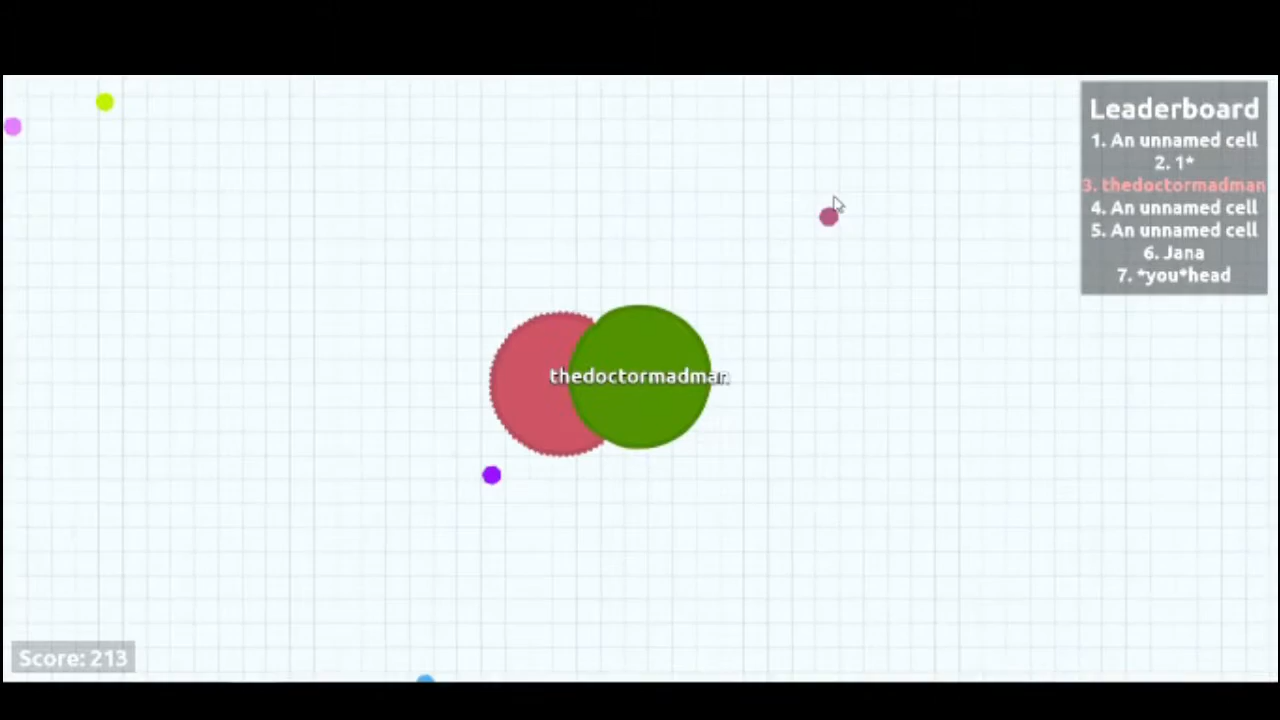 Leaderboard
1. An unnamed cell
2. 1*
3. thedoctormadman
4. An unnamed cell
5. An unnamed cell
6. Jana
7. *you*head
thedoctormadman
Score: 213